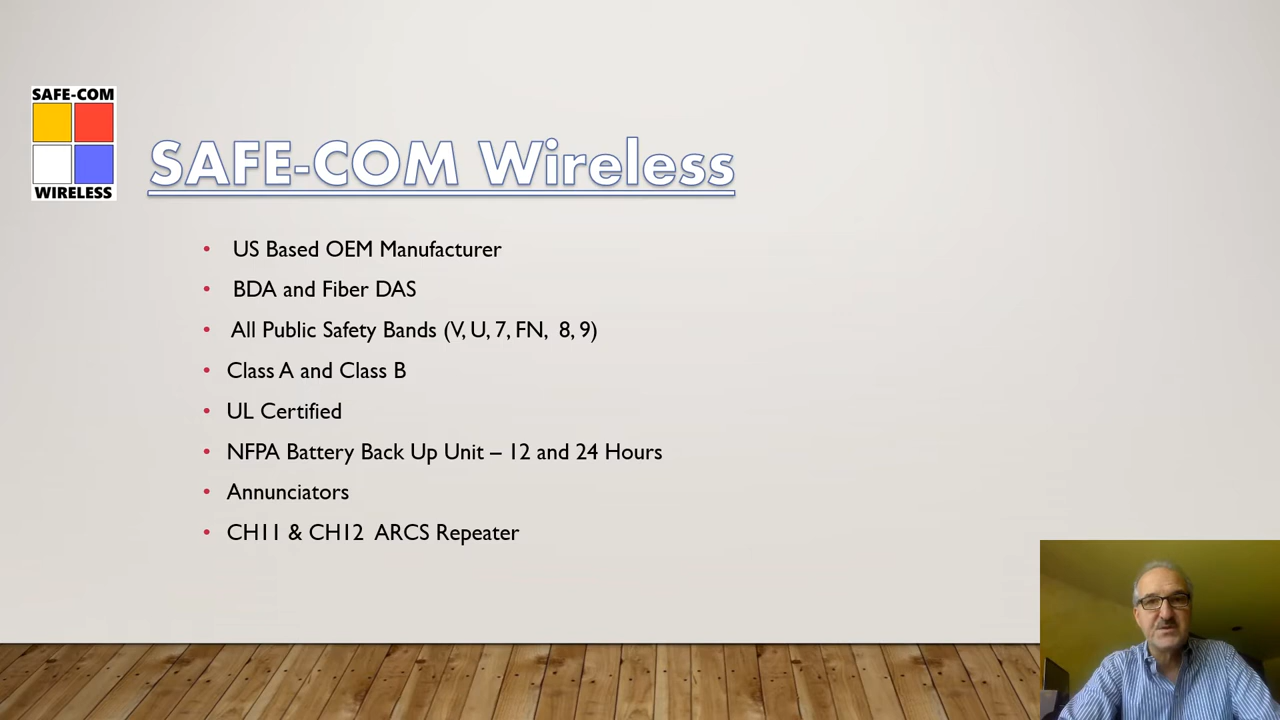 SAFE-COM
WIRELESS
SAFE-COM Wireless
• US Based OEM Manufacturer
• BDA and Fiber DAS
• All Public Safety Bands (V, U, 7, FN, 8, 9)
• Class A and Class B
• UL Certified
• NFPA Battery Back Up Unit – 12 and 24 Hours
• Annunciators
• CH11 & CH12 ARCS Repeater